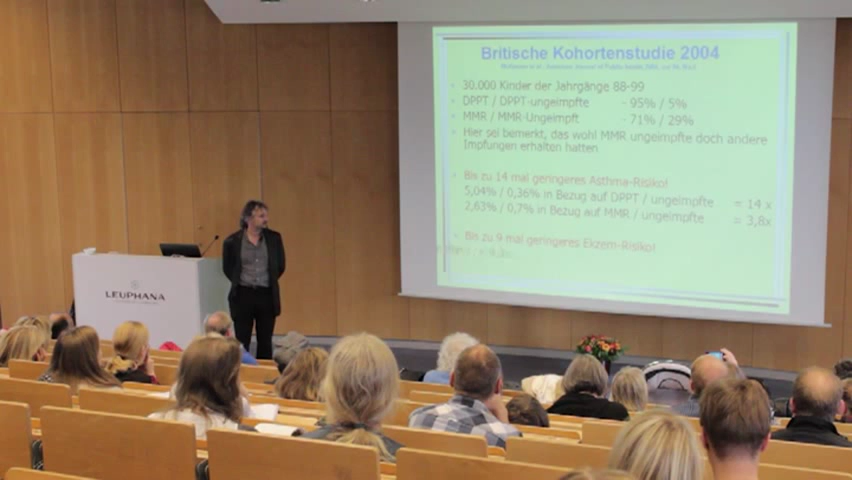 LEUPHANA
Britische Kohortenstudie 2004
30.000 Kinder der Jahrgänge 88-99
DPPT / DPPT-ungeimpfte - 95% / 5%
MMR / MMR-Ungeimpft - 71% / 29%
Hier sei bemerkt, das wohl MMR ungeimpfte doch andere
Impfungen erhalten hatten
Bis zu 14 mal geringeres Asthma-Risiko!
5,04% / 0,36% in Bezug auf DPPT / ungeimpfte = 14 x
2,63% / 0,7% in Bezug auf MMR / ungeimpfte = 3,8x
Bis zu 9 mal geringeres Ekzem-Risiko!